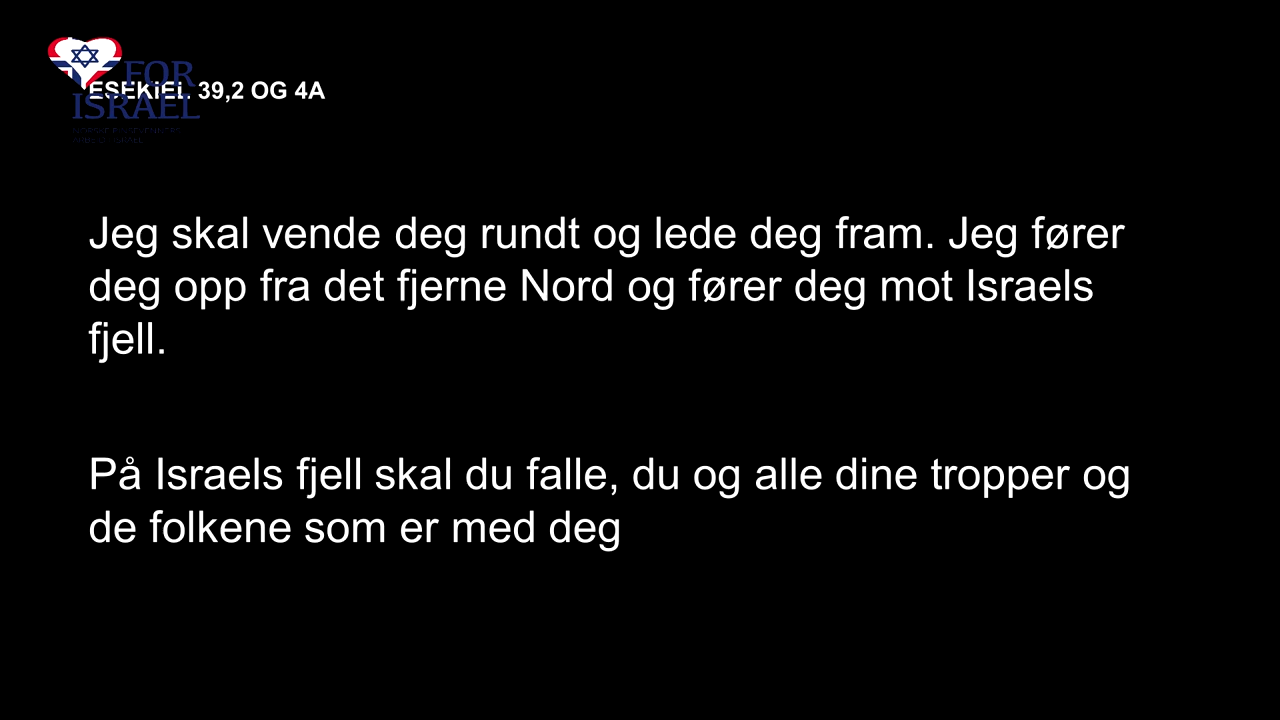 FOR
ISRAEL
ESEKIEL 39,2 OG 4A
Jeg skal vende deg rundt og lede deg fram. Jeg fører
deg opp fra det fjerne Nord og fører deg mot Israels
fjell.
På Israels fjell skal du falle, du og alle dine tropper og
de folkene som er med deg